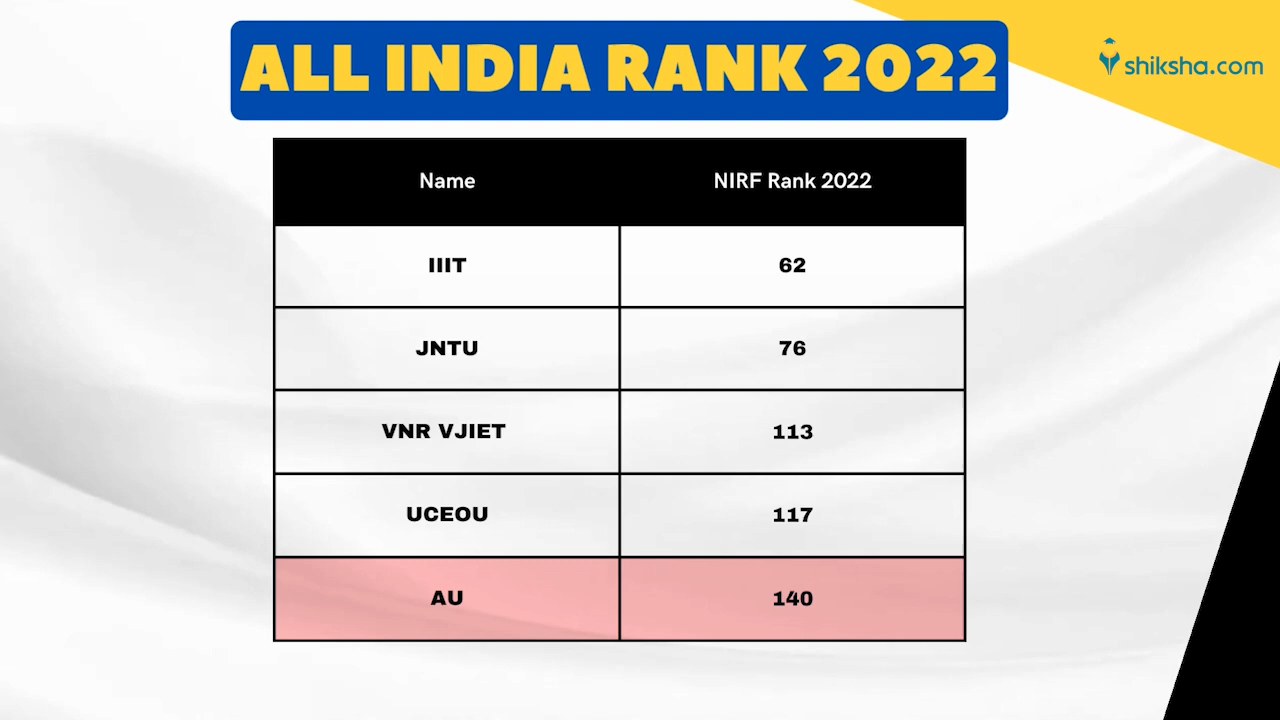 ALL INDIA RANK 2022
shiksha.com
Name NIRF Rank 2022
IIIT 62
JNTU 76
VNR VJIET 113
UCEOU 117
AU 140